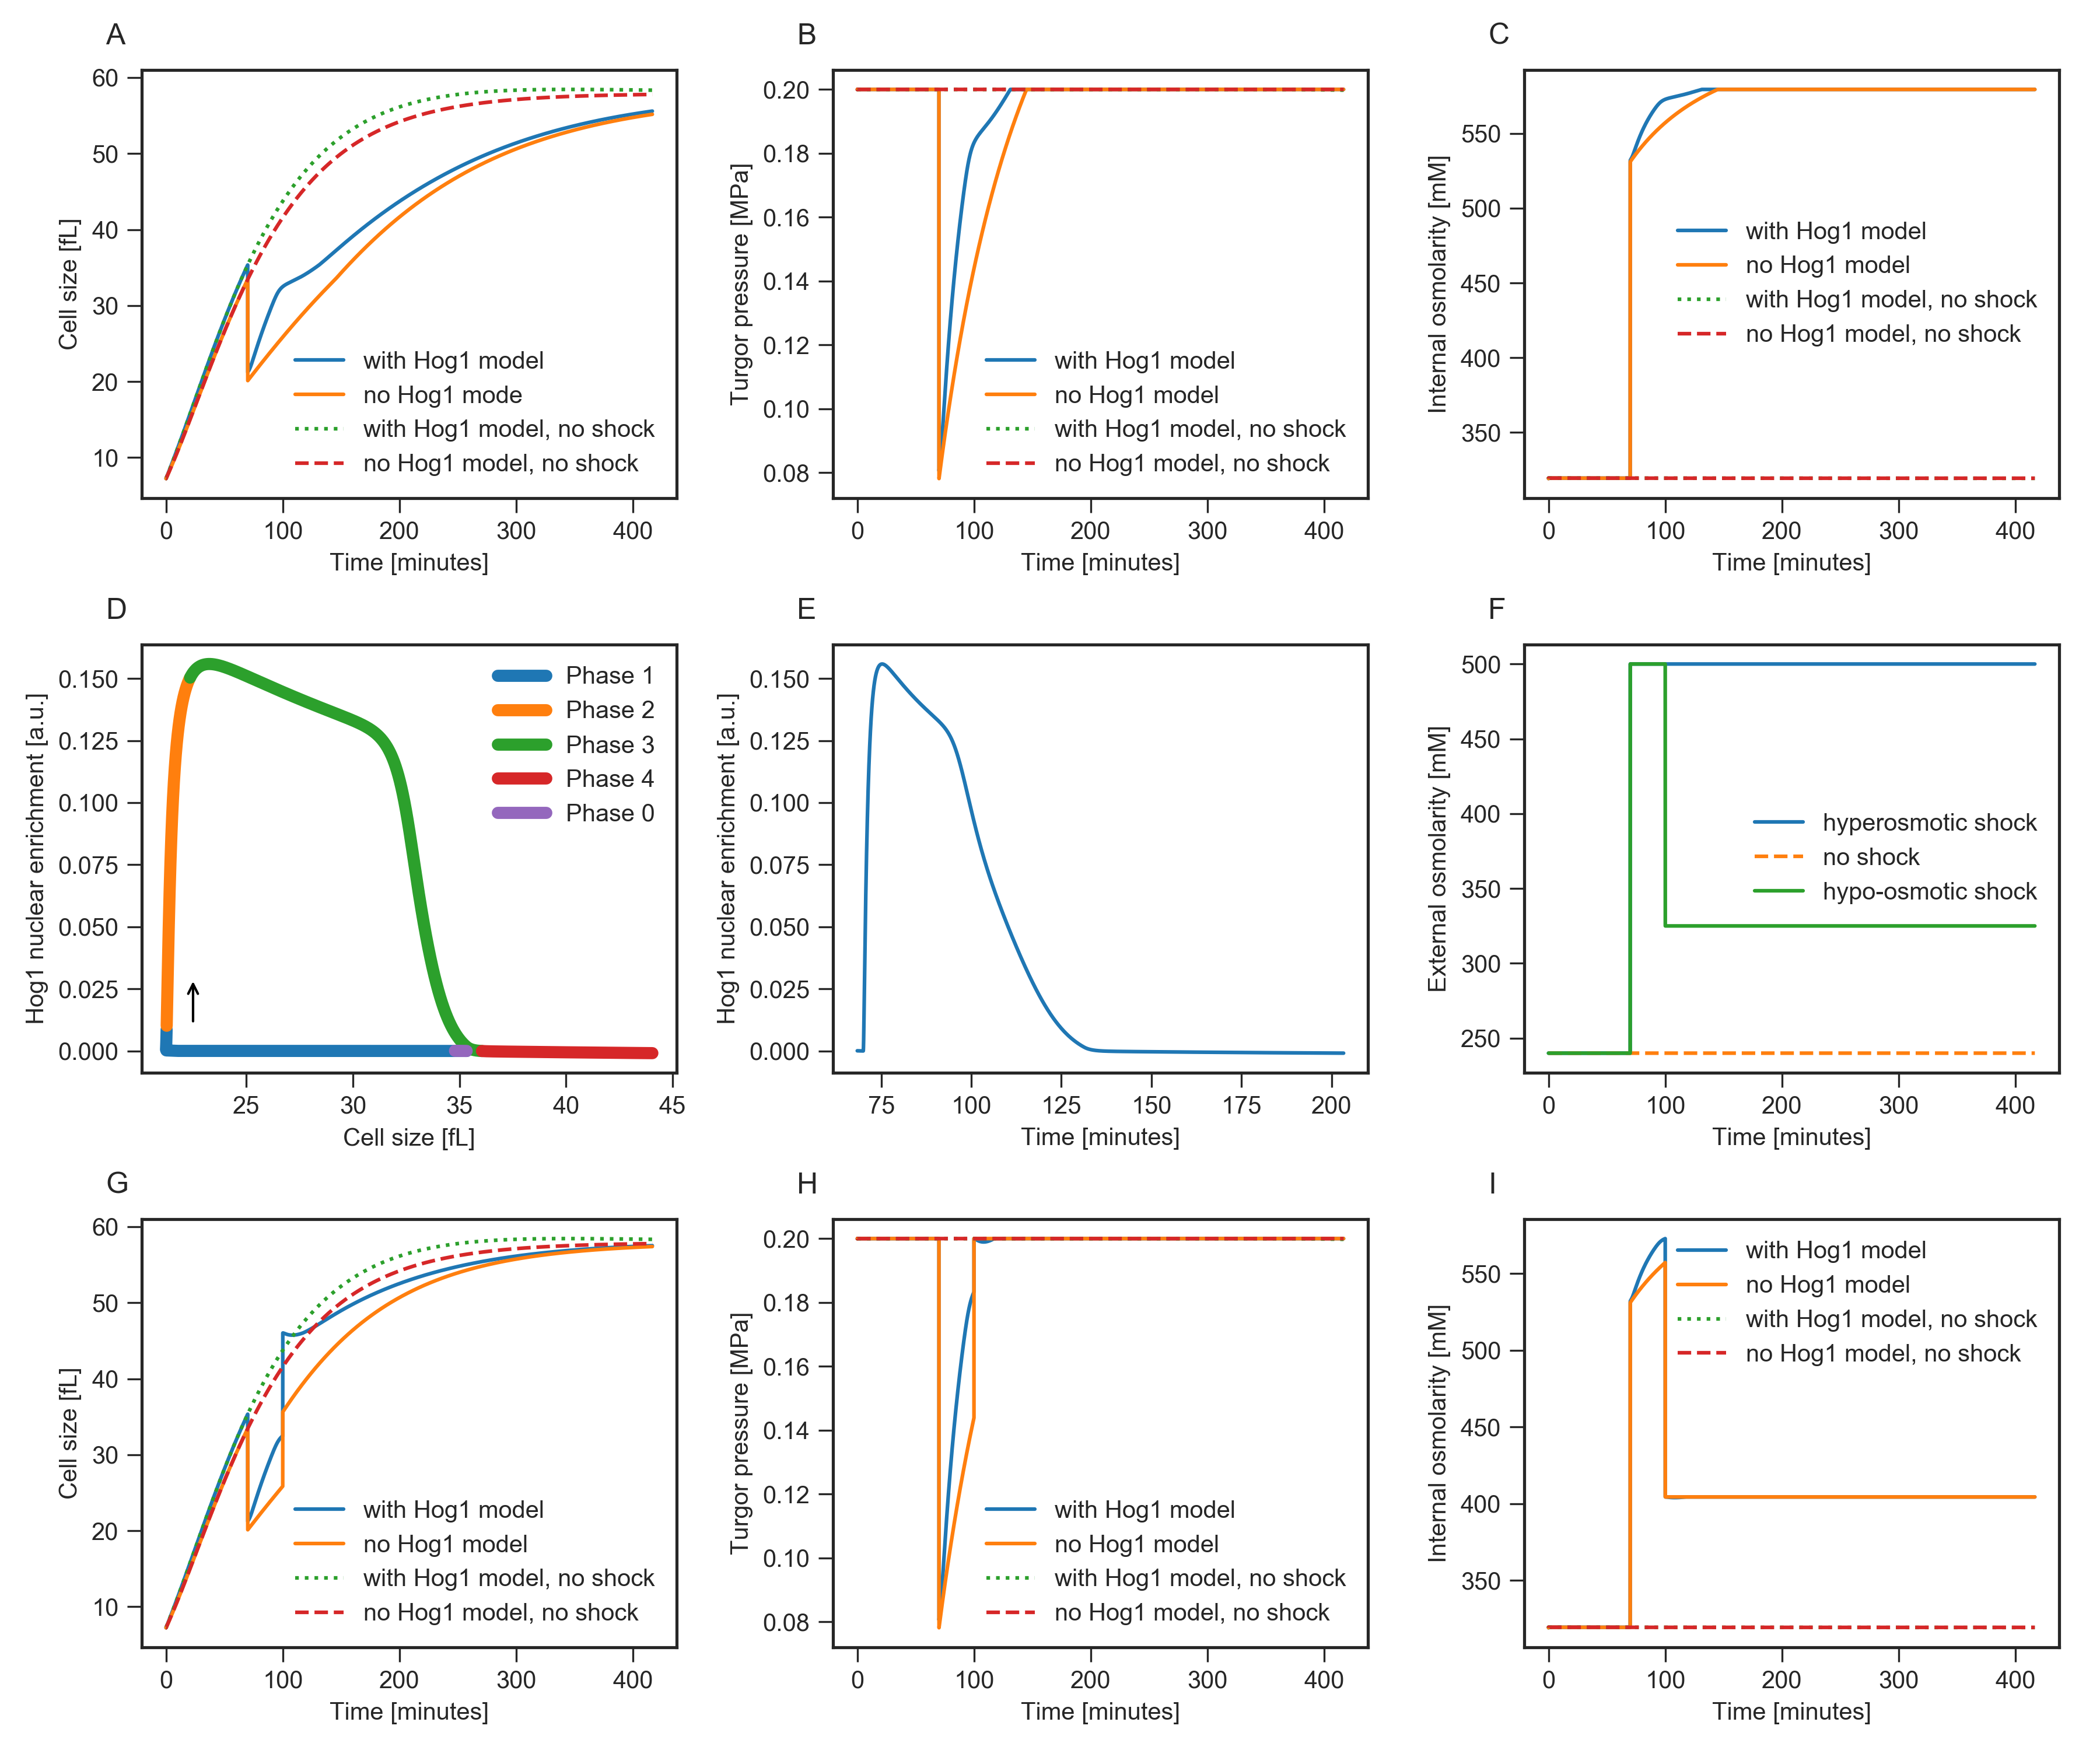 A
Cell size [fL]
60
50
40
30
20
10
0
100
200
300
400
Time [minutes]
with Hog1 model
no Hog1 mode
with Hog1 model, no shock
no Hog1 model, no shock
B
Turgor pressure [MPa]
0.20
0.18
0.16
0.14
0.12
0.10
0.08
0
100
200
300
400
Time [minutes]
with Hog1 model
no Hog1 model
with Hog1 model, no shock
no Hog1 model, no shock
C
Internal osmolarity [mM]
550
500
450
400
350
0
100
200
300
400
Time [minutes]
with Hog1 model
no Hog1 model
with Hog1 model, no shock
no Hog1 model, no shock
D
Hog1 nuclear enrichment [a.u.]
0.150
0.125
0.100
0.075
0.050
0.025
0.000
25
30
35
40
45
Cell size [fL]
Phase 1
Phase 2
Phase 3
Phase 4
Phase 0
E
Hog1 nuclear enrichment [a.u.]
0.150
0.125
0.100
0.075
0.050
0.025
0.000
75
100
125
150
175
200
Time [minutes]
F
External osmolarity [mM]
500
450
400
350
300
250
0
100
200
300
400
Time [minutes]
hyperosmotic shock
no shock
hypo-osmotic shock
G
Cell size [fL]
60
50
40
30
20
10
0
100
200
300
400
Time [minutes]
with Hog1 model
no Hog1 model
with Hog1 model, no shock
no Hog1 model, no shock
H
Turgor pressure [MPa]
0.20
0.18
0.16
0.14
0.12
0.10
0.08
0
100
200
300
400
Time [minutes]
with Hog1 model
no Hog1 model
with Hog1 model, no shock
no Hog1 model, no shock
I
Internal osmolarity [mM]
550
500
450
400
350
0
100
200
300
400
Time [minutes]
with Hog1 model
no Hog1 model
with Hog1 model, no shock
no Hog1 model, no shock